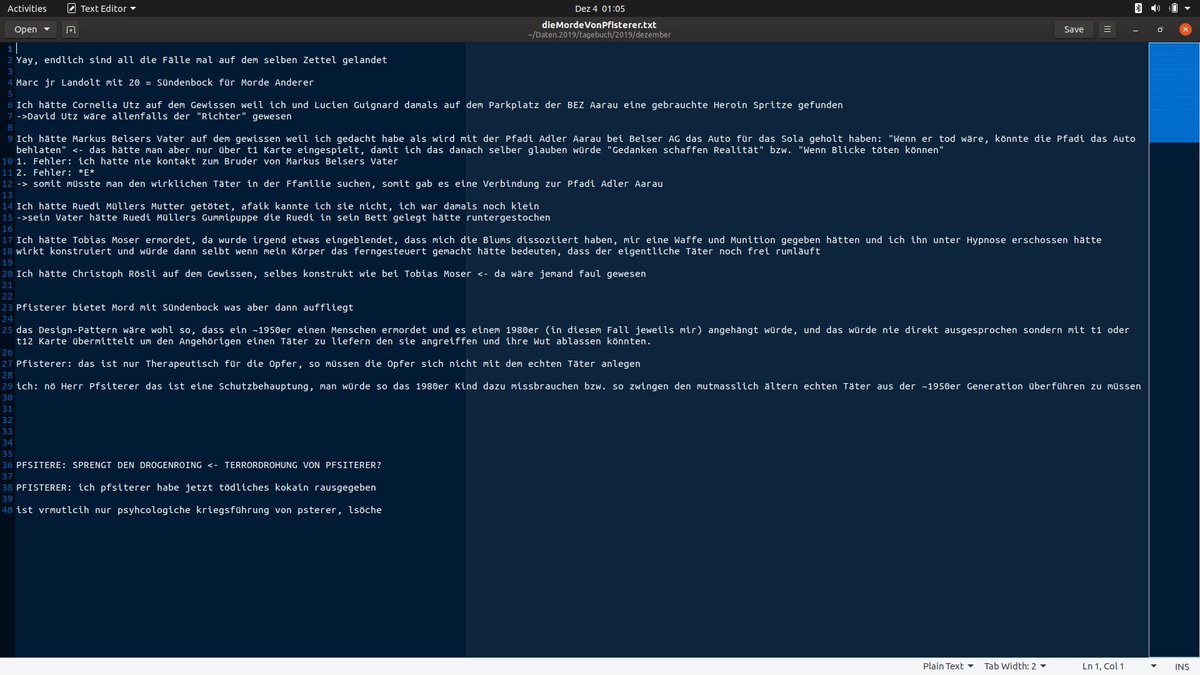 Activities
Text Editor
Dez 4 01:05
Open
dieMordeVonPfisterer.txt
~/Daten.2019/tagebuch/2019/dezember
Save
1
2 Yay, endlich sind all die Fälle mal auf dem selben Zettel gelandet
3
4 Marc jr Landolt mit 20 = Sündenbock für Morde Anderer
5
6 Ich hätte Cornelia Utz auf dem Gewissen weil ich und Lucien Guignard damals auf dem Parkplatz der BEZ Aarau eine gebrauchte Heroin Spritze gefunden
7 ->David Utz wäre allenfalls der "Richter" gewesen
8
9 Ich hätte Markus Belsers Vater auf dem gewissen weil ich gedacht habe als wird mit der Pfadi Adler Aarau bei Belser AG das Auto für das Sola geholt haben: "Wenn er tod wäre, könnte die Pfadi das Auto
behlaten" <- das hätte man aber nur über t1 Karte eingespielt, damit ich das danach selber glauben würde "Gedanken schaffen Realität" bzw. "Wenn Blicke töten können"
10 1. Fehler: ich hatte nie kontakt zum Bruder von Markus Belsers Vater
11 2. Fehler: *E*
12 -> somit müsste man den wirklichen Täter in der Ffamilie suchen, somit gab es eine Verbindung zur Pfadi Adler Aarau
13
14 Ich hätte Ruedi Müllers Mutter getötet, afaik kannte ich sie nicht, ich war damals noch klein
15 ->sein Vater hätte Ruedi Müllers Gummipuppe die Ruedi in sein Bett gelegt hätte runtergestochen
16
17 Ich hätte Tobias Moser ermordet, da wurde irgend etwas eingeblendet, dass mich die Blums dissoziiert haben, mir eine Waffe und Munition gegeben hätten und ich ihn unter Hypnose erschossen hätte
18 wirkt konstruiert und würde dann selbt wenn mein Körper das ferngesteuert gemacht hätte bedeuten, dass der eigentliche Täter noch frei rumläuft
19
20 Ich hätte Christoph Rösli auf dem Gewissen, selbes konstrukt wie bei Tobias Moser <- da wäre jemand faul gewesen
21
22
23 Pfisterer bietet Mord mit Sündenbock was aber dann auffliegt
24
25 das Design-Pattern wäre wohl so, dass ein ~1950er einen Menschen ermordet und es einem 1980er (in diesem Fall jeweils mir) angehängt würde, und das würde nie direkt ausgesprochen sondern mit t1 oder
t12 Karte übermittelt um den Angehörigen einen Täter zu liefern den sie angreiffen und ihre Wut ablassen könnten.
26
27 Pfisterer: das ist nur Therapeutisch für die Opfer, so müssen die Opfer sich nicht mit dem echten Täter anlegen
28
29 ich: nö Herr Pfsiterer das ist eine Schutzbehauptung, man würde so das 1980er Kind dazu missbrauchen bzw. so zwingen den mutmasslich ältern echten Täter aus der ~1950er Generation überführen zu müssen
30
31
32
33
34
35
36 PFSITERE: SPRENGT DEN DROGENROING <- TERRORDROHUNG VON PFSITERER?
37
38 PFISTERER: ich pfsiterer habe jetzt tödliches kokain rausgegeben
39
40 ist vrmutlcih nur psyhcologiche kriegsführung von psterer, lsöche
Plain Text
Tab Width: 2
Ln 1, Col 1
INS